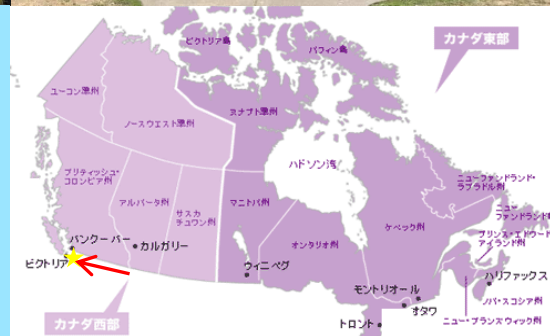 ビクトリア島
バフィン島
カナダ東部
ユーコン準州
ノースウエスト準州
ヌナブト準州
ハドソン湾
ブリティッシュ・
コロンビア州
アルバータ州
サスカ
チュワン州
マニトバ州
オンタリオ州
ケベック州
ニューファンドランド・
ラブラドル州
ニュー
ファンドランド島
プリンス・エドワード
アイランド州
バンクーバー
カルガリー
ビクトリア
ウィニペグ
モントリオール
オタワ
ハリファックス
ノバ・スコシア州
ニュー・ブランズウィック州
トロント
カナダ西部